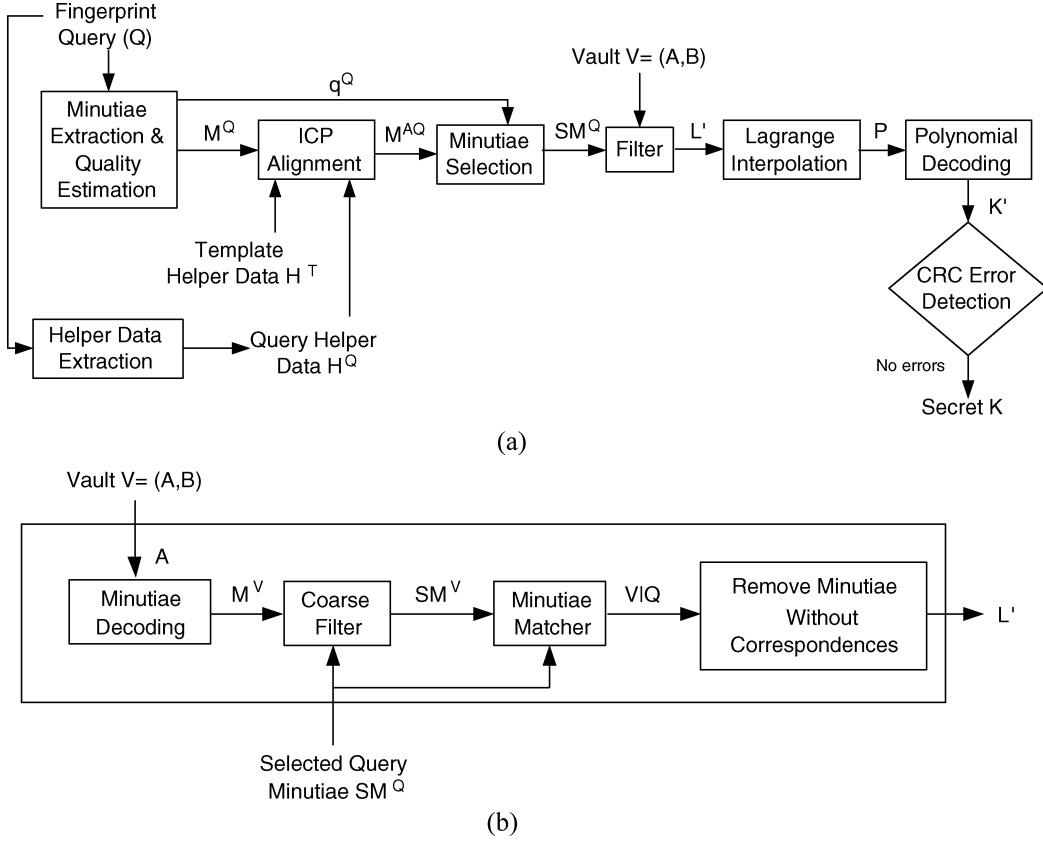 Fingerprint
Query (Q)
Vault V= (A,B)
q^Q
Minutiae
Extraction &
Quality
Estimation
M^Q
ICP
Alignment
M^AQ
Minutiae
Selection
SM^Q
Filter
L'
Lagrange
Interpolation
P
Polynomial
Decoding
K'
Template
Helper Data H^T
CRC Error
Detection
Helper Data
Extraction
Query Helper
Data H^Q
No errors
Secret K
(a)
Vault V= (A,B)
A
Minutiae
Decoding
M^V
Coarse
Filter
SM^V
Minutiae
Matcher
V|Q
Remove Minutiae
Without
Correspondences
L'
Selected Query
Minutiae SM^Q
(b)